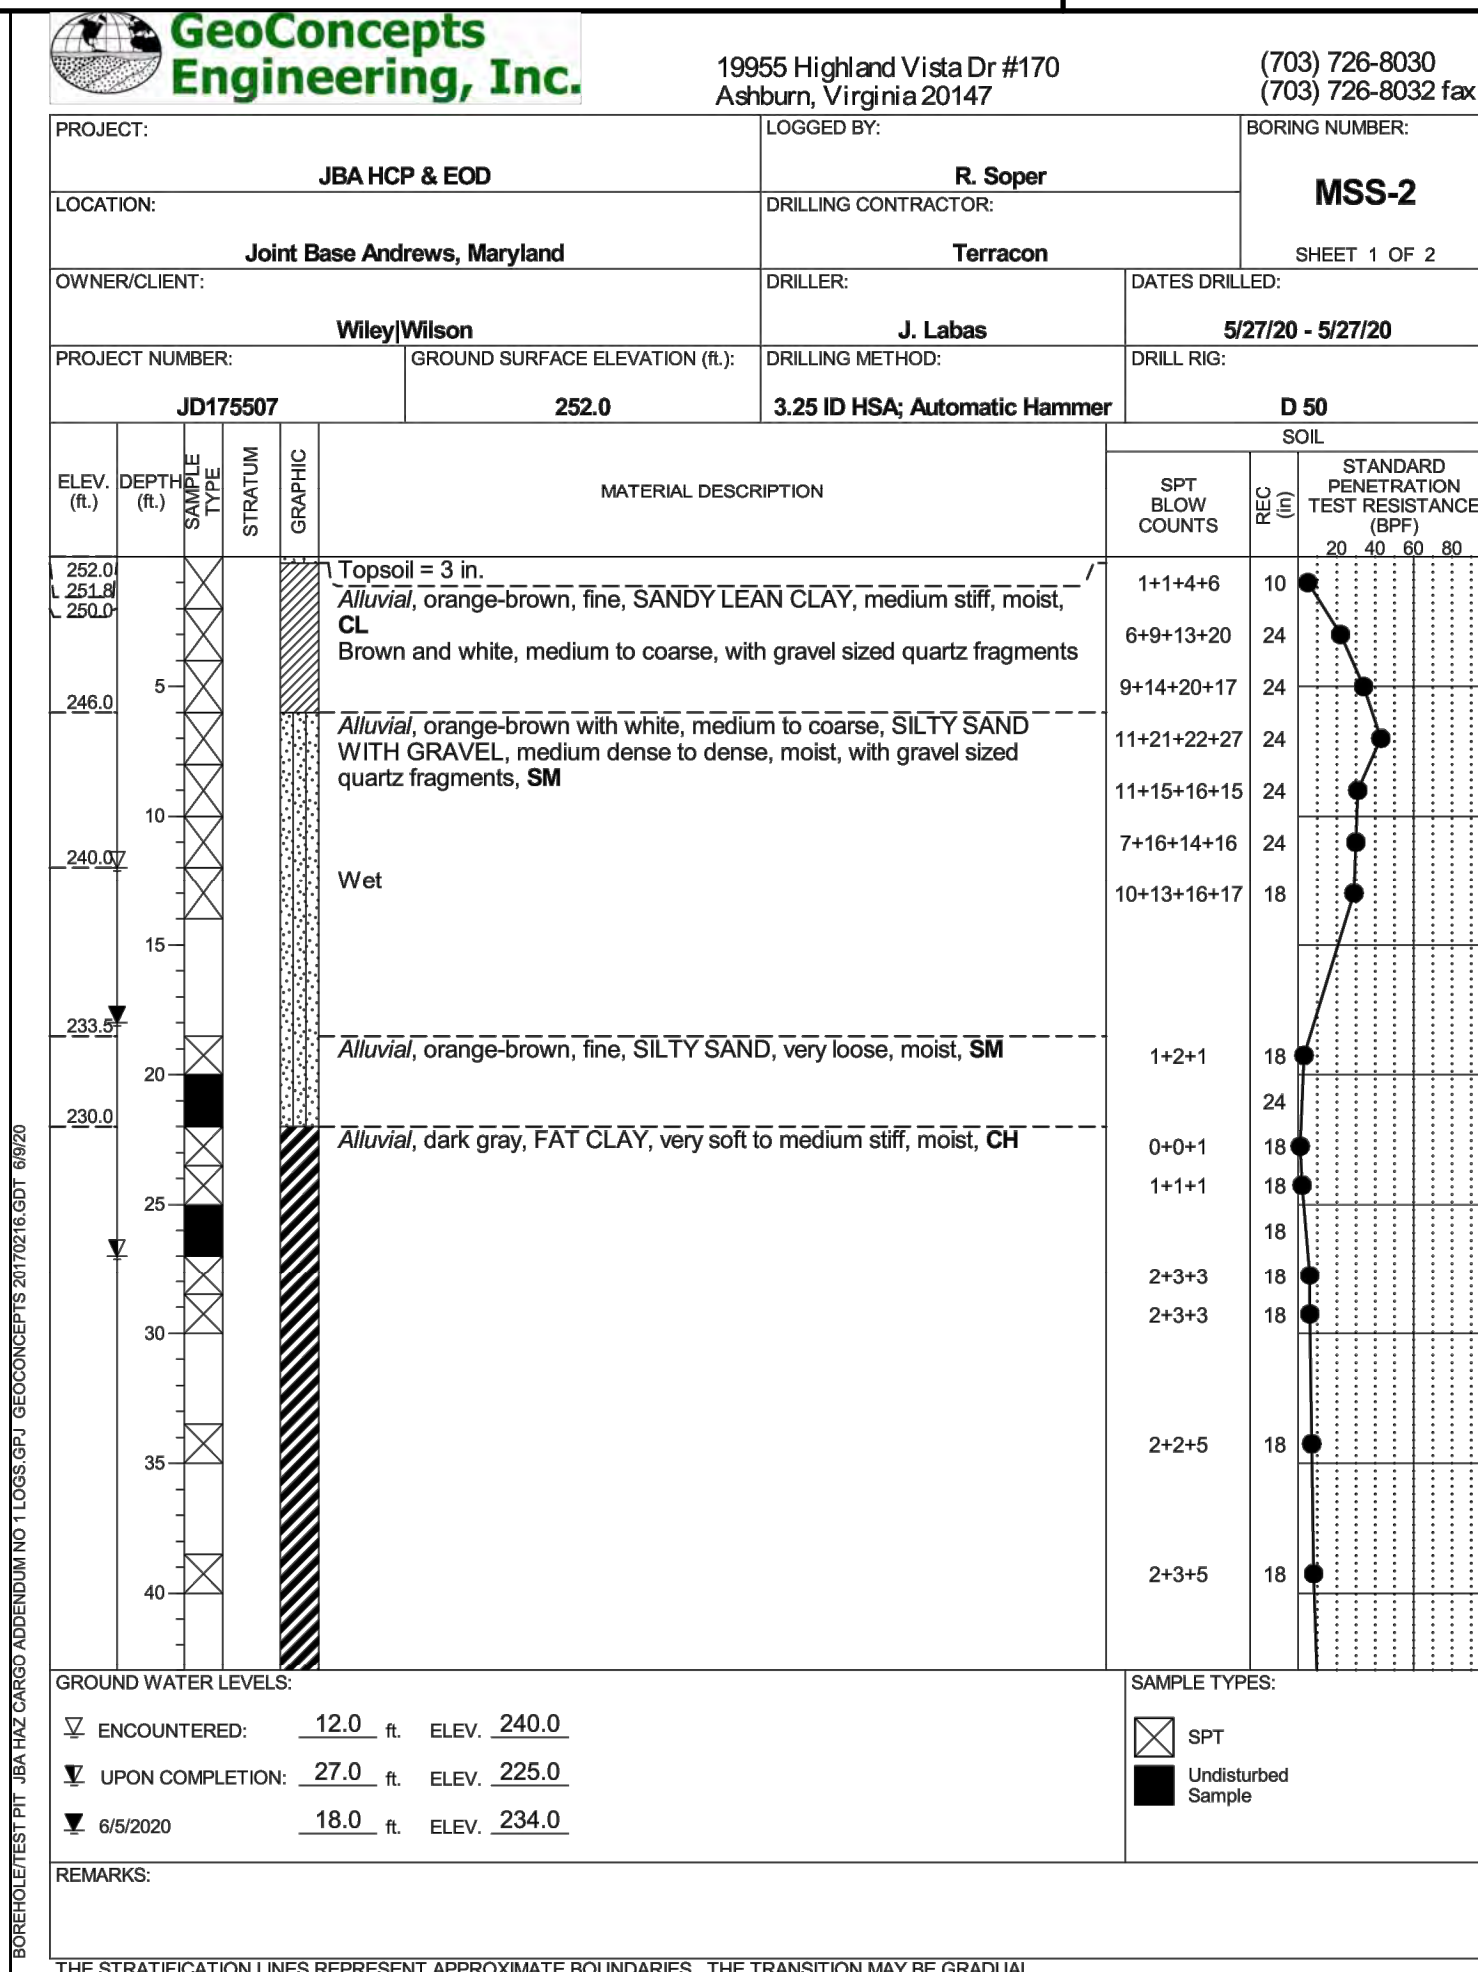 GeoConcepts
Engineering, Inc.
19955 Highland Vista Dr #170
Ashburn, Virginia 20147
(703) 726-8030
(703) 726-8032 fax
PROJECT:
JBA HCP & EOD
LOGGED BY:
R. Soper
BORING NUMBER:
MSS-2
SHEET 1 OF 2
LOCATION:
Joint Base Andrews, Maryland
DRILLING CONTRACTOR:
Terracon
OWNER/CLIENT:
Wiley|Wilson
DRILLER:
J. Labas
DATES DRILLED:
5/27/20 - 5/27/20
PROJECT NUMBER:
JD175507
GROUND SURFACE ELEVATION (ft.):
252.0
DRILLING METHOD:
3.25 ID HSA; Automatic Hammer
DRILL RIG:
D 50
ELEV.
(ft.)
DEPTH
(ft.)
SAMPLE
TYPE
STRATUM
GRAPHIC
MATERIAL DESCRIPTION
SOIL
SPT
BLOW
COUNTS
REC
(in)
STANDARD
PENETRATION
TEST RESISTANCE
(BPF)
20 40 60 80
252.0
251.8
250.0
Topsoil = 3 in.
Alluvial, orange-brown, fine, SANDY LEAN CLAY, medium stiff, moist,
CL
Brown and white, medium to coarse, with gravel sized quartz fragments
1+1+4+6 10
6+9+13+20 24
5
9+14+20+17 24
246.0
Alluvial, orange-brown with white, medium to coarse, SILTY SAND
WITH GRAVEL, medium dense to dense, moist, with gravel sized
quartz fragments, SM
11+21+22+27 24
11+15+16+15 24
10
7+16+14+16 24
240.0
Wet
10+13+16+17 18
15
233.5
Alluvial, orange-brown, fine, SILTY SAND, very loose, moist, SM
1+2+1 18
20
24
230.0
Alluvial, dark gray, FAT CLAY, very soft to medium stiff, moist, CH
0+0+1 18
1+1+1 18
25
18
2+3+3 18
2+3+3 18
30
2+2+5 18
35
2+3+5 18
40
GROUND WATER LEVELS:
ENCOUNTERED: 12.0 ft. ELEV. 240.0
UPON COMPLETION: 27.0 ft. ELEV. 225.0
6/5/2020 18.0 ft. ELEV. 234.0
SAMPLE TYPES:
SPT
Undisturbed
Sample
REMARKS:
THE STRATIFICATION LINES REPRESENT APPROXIMATE BOUNDARIES. THE TRANSITION MAY BE GRADUAL.
BOREHOLE/TEST PIT JBA HAZ CARGO ADDENDUM NO 1 LOGS.GPJ GEOCONCEPTS 20170216.GDT 6/9/20